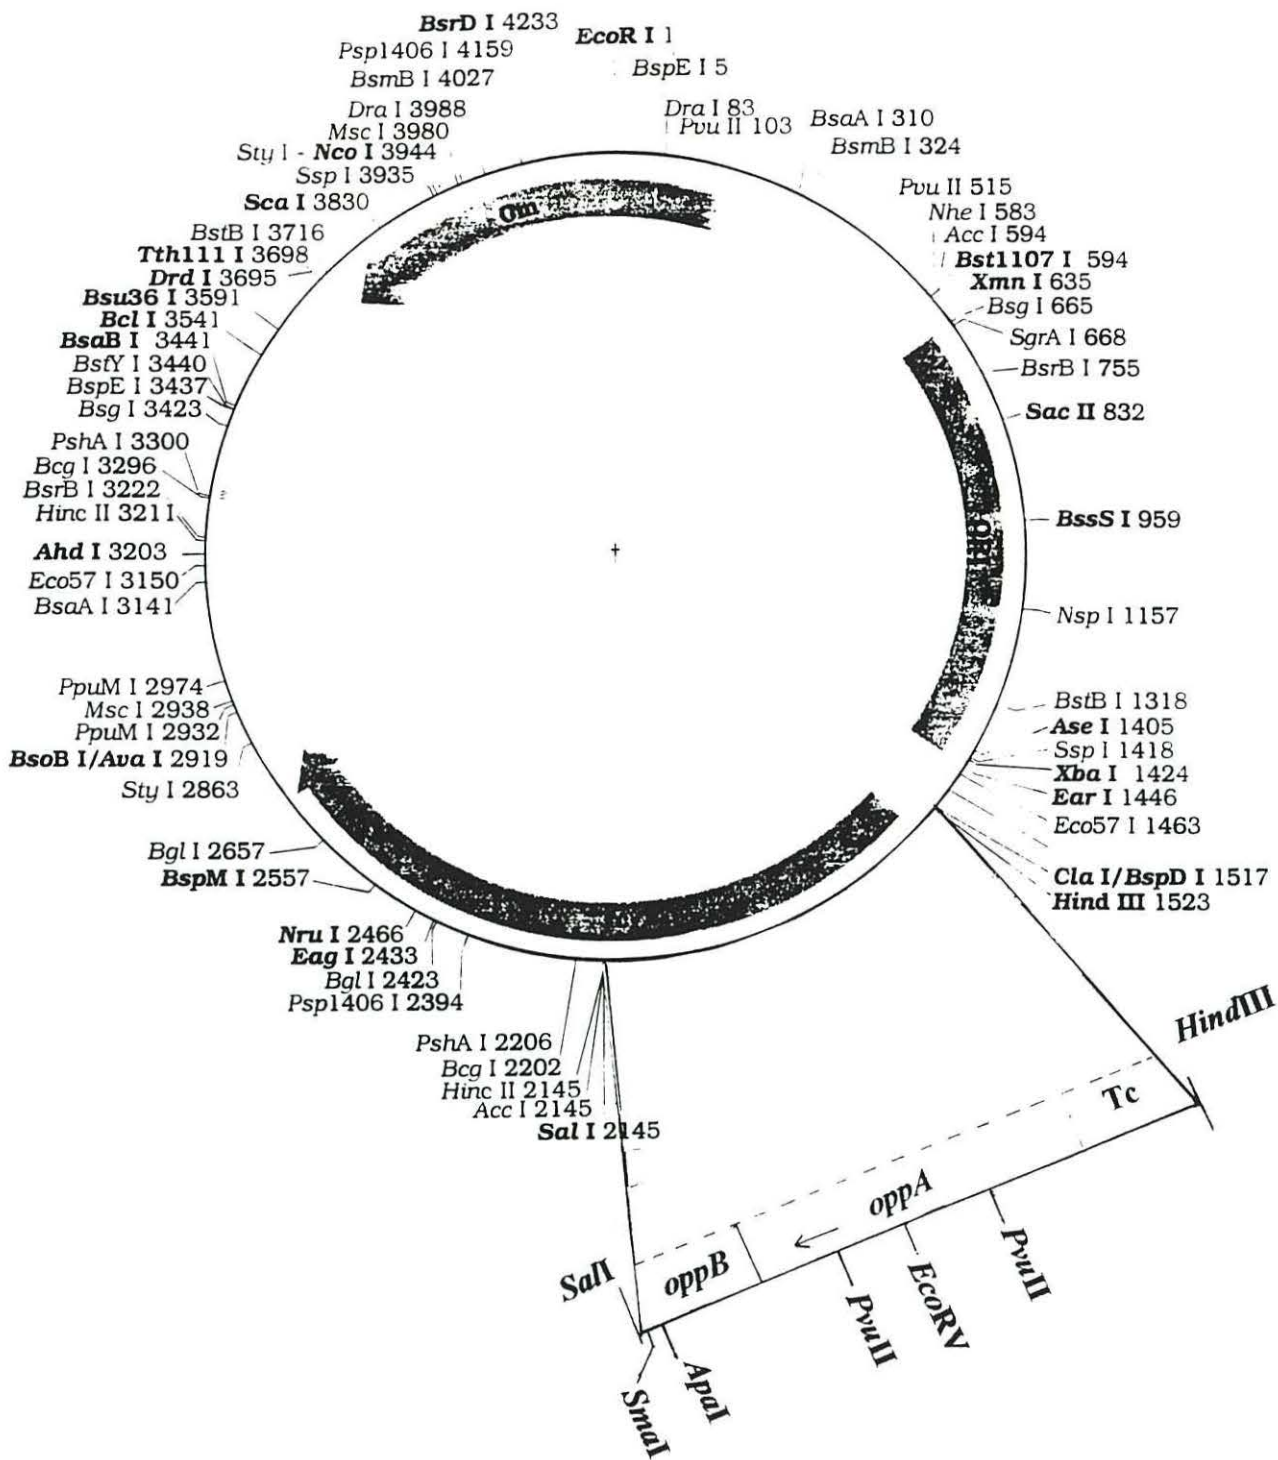 BsrD I 4233
EcoR I 1
Psp1406 I 4159
BspE I 5
BsmB I 4027
Dra I 3988
Dra I 83
Msc I 3980
Pvu II 103
BsaA I 310
Sty I - Nco I 3944
BsmB I 324
Ssp I 3935
Pvu II 515
Sca I 3830
Nhe I 583
BstB I 3716
Acc I 594
Tth111 I 3698
Bst1107 I 594
Drd I 3695
Xmn I 635
Bsu36 I 3591
Bsg I 665
Bcl I 3541
SgrA I 668
BsaB I 3441
BstY I 3440
BsrB I 755
BspE I 3437
Bsg I 3423
Sac II 832
PshA I 3300
Bcg I 3296
BsrB I 3222
Hinc II 3211
BssS I 959
Ahd I 3203
Eco57 I 3150
BsaA I 3141
Nsp I 1157
PpuM I 2974
BstB I 1318
Msc I 2938
Ase I 1405
PpuM I 2932
Ssp I 1418
BsoB I/Ava I 2919
Xba I 1424
Sty I 2863
Ear I 1446
Eco57 I 1463
Bgl I 2657
BspM I 2557
Cla I/BspD I 1517
Hind III 1523
Nru I 2466
Eag I 2433
Bgl I 2423
Psp1406 I 2394
PshA I 2206
Bcg I 2202
Hinc II 2145
Acc I 2145
Sal I 2145
Cm
ORI
HindIII
Tc
oppA
oppB
SalI
PvuII
EcoRV
PvuII
ApaI
SmaI